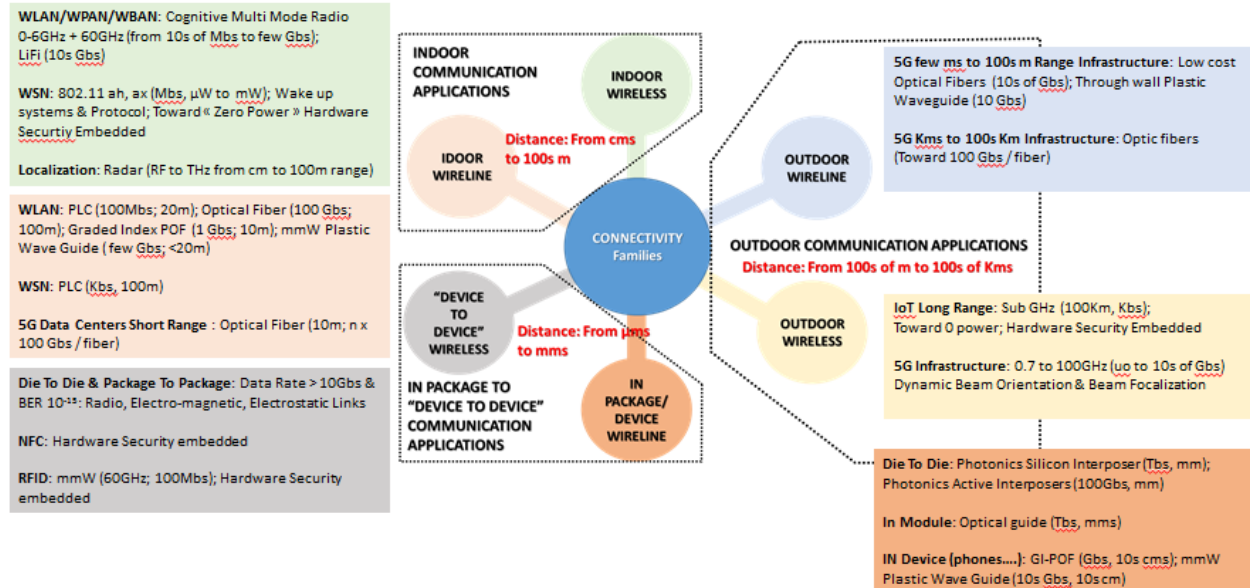 WLAN/WPAN/WBAN: Cognitive Multi Mode Radio
0-6GHz + 60GHz (from 10s of Mbs to few Gbs);
LiFi (10s Gbs)
WSN: 802.11 ah, ax (Mbs, µW to mW); Wake up
systems & Protocol; Toward « Zero Power » Hardware
Securtiy Embedded
Localization: Radar (RF to THz from cm to 100m range)
WLAN: PLC (100Mbs; 20m); Optical Fiber (100 Gbs;
100m); Graded Index POF (1 Gbs; 10m); mmW Plastic
Wave Guide (few Gbs; <20m)
WSN: PLC (Kbs, 100m)
5G Data Centers Short Range : Optical Fiber (10m; n x
100 Gbs / fiber)
Die To Die & Package To Package: Data Rate > 10Gbs &
BER 10⁻¹⁵: Radio, Electro-magnetic, Electrostatic Links
NFC: Hardware Security embedded
RFID: mmW (60GHz; 100Mbs); Hardware Security
embedded
INDOOR
COMMUNICATION
APPLICATIONS
INDOOR
WIRELESS
Distance: From cms
to 100s m
IDOOR
WIRELINE
CONNECTIVITY
Families
"DEVICE
TO
DEVICE"
WIRELESS
Distance: From µms
to mms
IN PACKAGE TO
"DEVICE TO DEVICE"
COMMUNICATION
APPLICATIONS
IN
PACKAGE/
DEVICE
WIRELINE
OUTDOOR
WIRELINE
OUTDOOR COMMUNICATION APPLICATIONS
Distance: From 100s of m to 100s of Kms
OUTDOOR
WIRELESS
5G few ms to 100s m Range Infrastructure: Low cost
Optical Fibers (10s of Gbs); Through wall Plastic
Waveguide (10 Gbs)
5G Kms to 100s Km Infrastructure: Optic fibers
(Toward 100 Gbs / fiber)
IoT Long Range: Sub GHz (100Km, Kbs);
Toward 0 power; Hardware Security Embedded
5G Infrastructure: 0.7 to 100GHz (uo to 10s of Gbs)
Dynamic Beam Orientation & Beam Focalization
Die To Die: Photonics Silicon Interposer (Tbs, mm);
Photonics Active Interposers (100Gbs, mm)
In Module: Optical guide (Tbs, mms)
IN Device (phones....): GI-POF (Gbs, 10s cms); mmW
Plastic Wave Guide (10s Gbs, 10s cm)